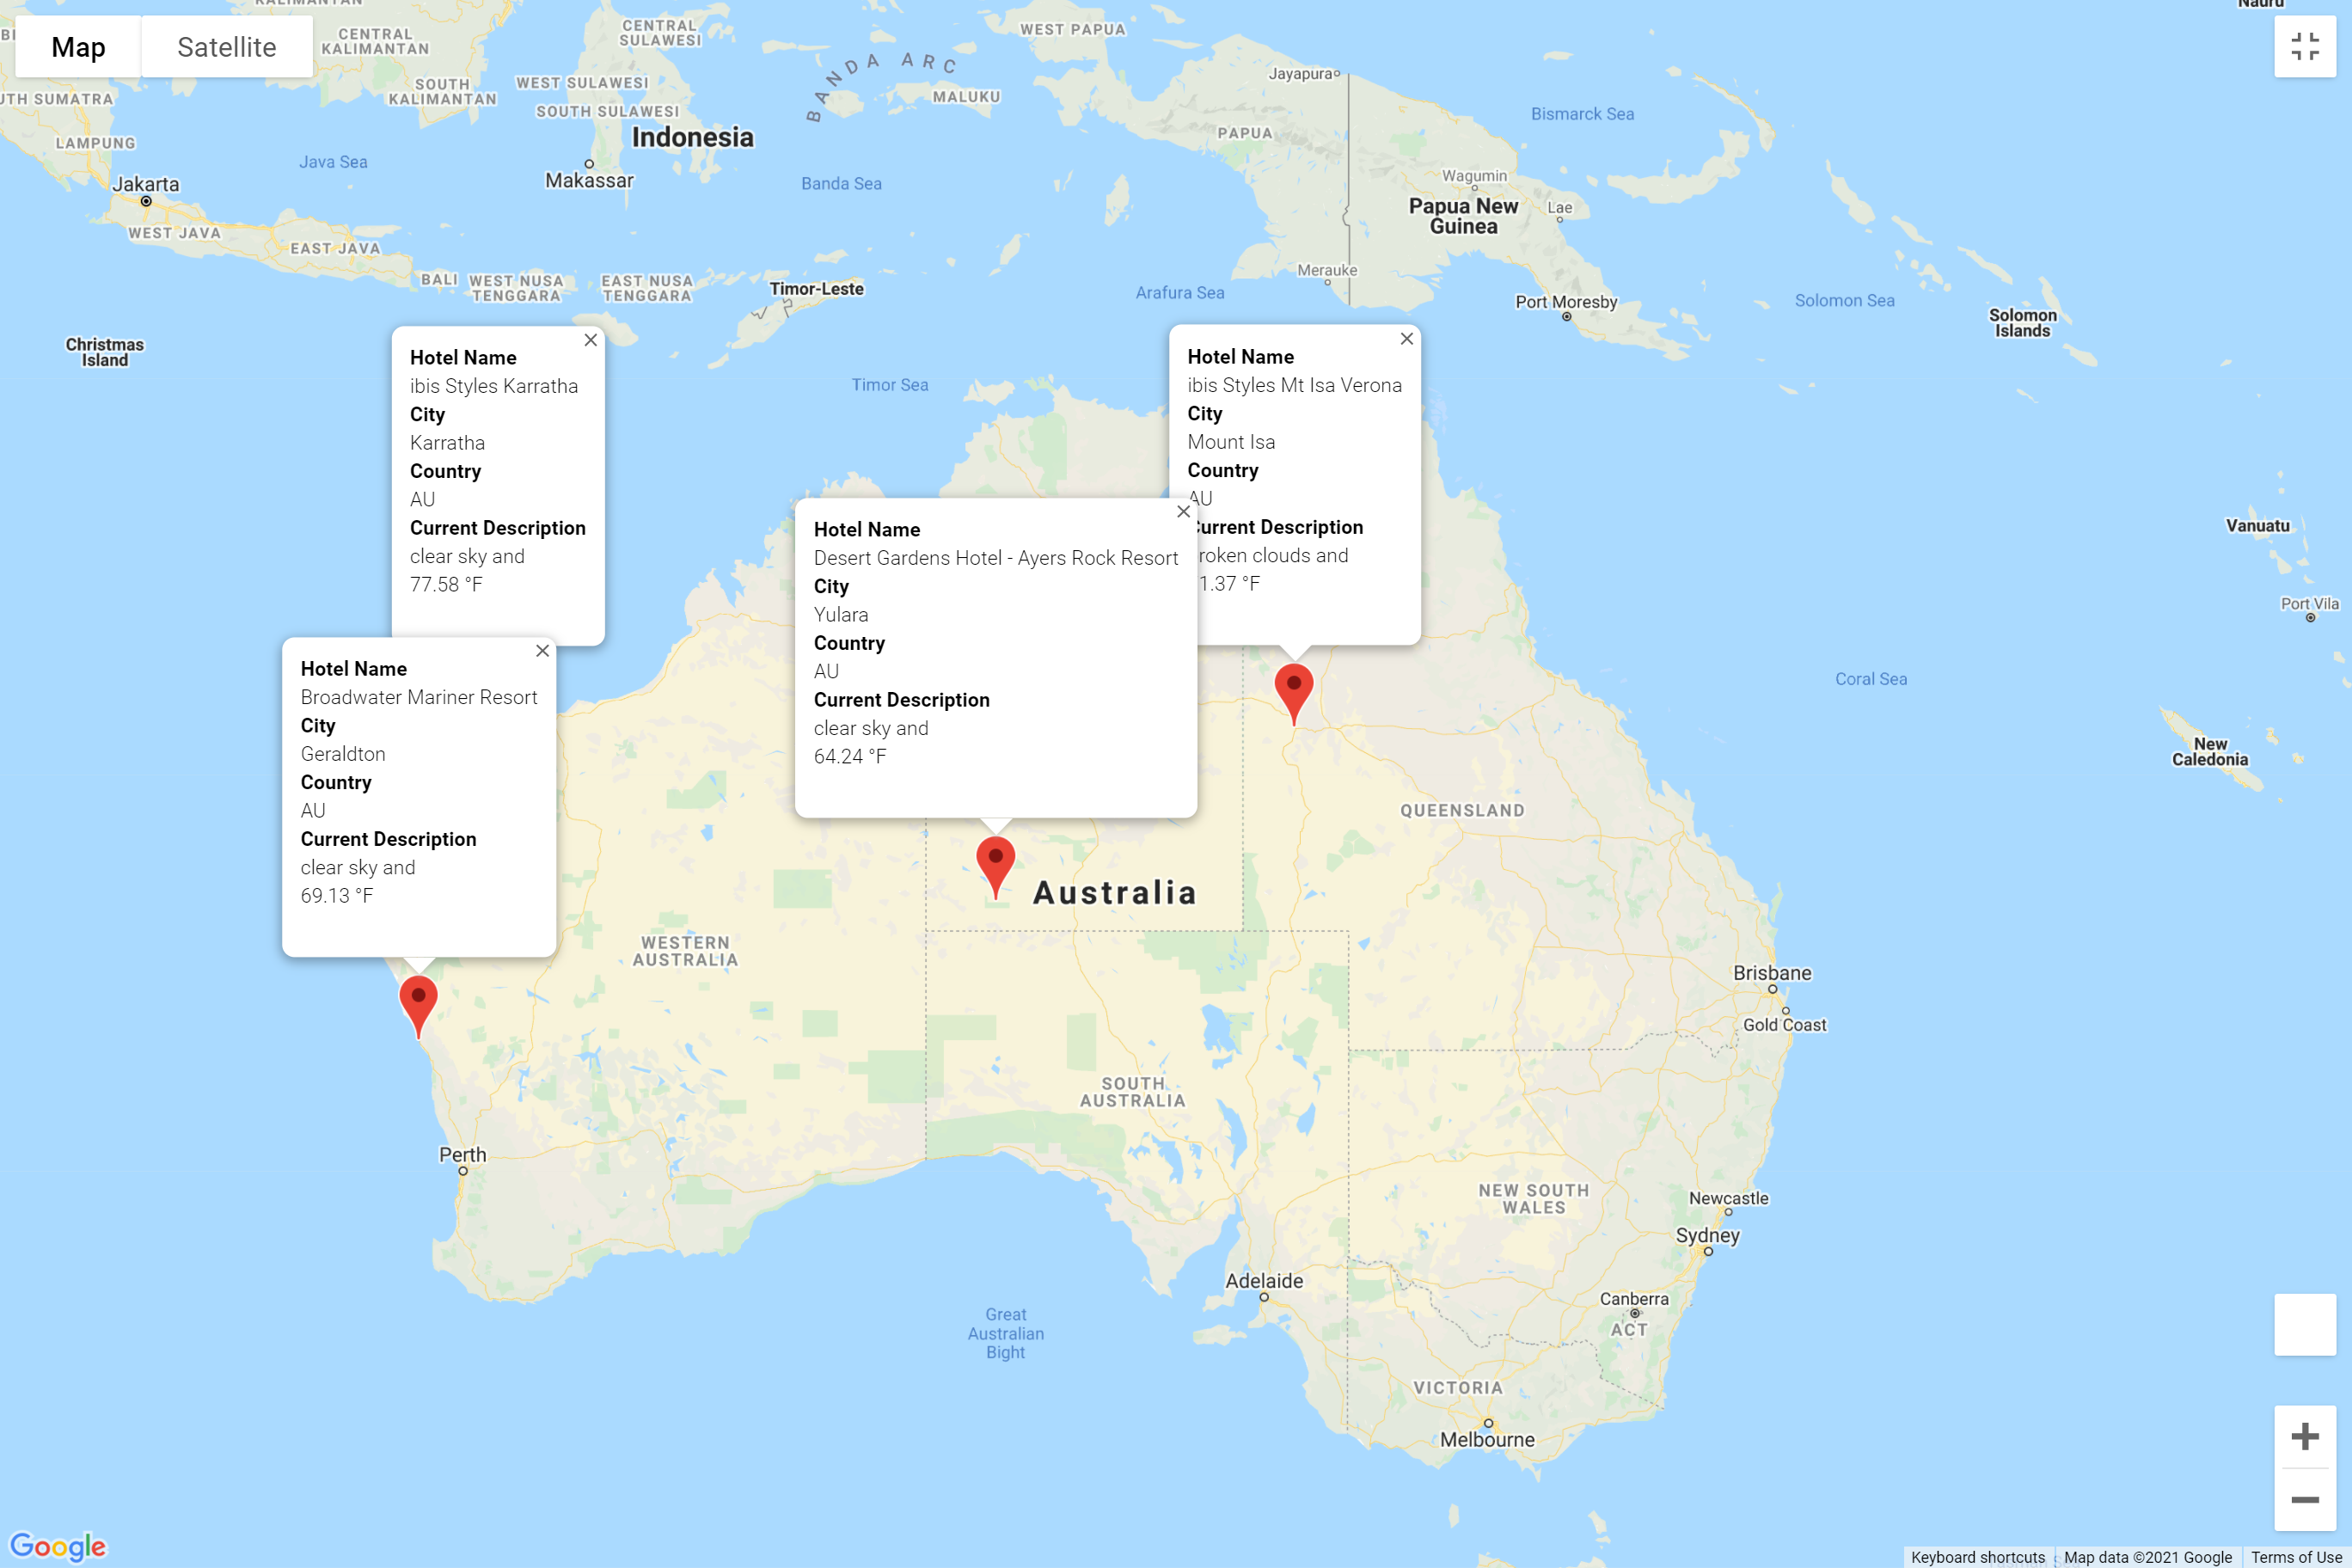 Map
Satellite
KALIMANTAN
CENTRAL
KALIMANTAN
CENTRAL
SULAWESI
WEST PAPUA
Nauru
BANDA ARC
Jayapura
SOUTH
KALIMANTAN
WEST SULAWESI
SOUTH SULAWESI
MALUKU
UTH SUMATRA
Bismarck Sea
Indonesia
PAPUA
LAMPUNG
Java Sea
Makassar
Banda Sea
Wagumin
Jakarta
Papua New
Guinea
Lae
WEST JAVA
EAST JAVA
BALI
WEST NUSA
TENGGARA
EAST NUSA
TENGGARA
Timor-Leste
Arafura Sea
Merauke
Port Moresby
Solomon Sea
Solomon
Islands
Christmas
Island
Timor Sea
Hotel Name
ibis Styles Karratha
City
Karratha
Country
AU
Current Description
clear sky and
77.58 °F
Hotel Name
ibis Styles Mt Isa Verona
City
Mount Isa
Country
AU
Current Description
roken clouds and
1.37 °F
Hotel Name
Desert Gardens Hotel - Ayers Rock Resort
City
Yulara
Country
AU
Current Description
clear sky and
64.24 °F
Hotel Name
Broadwater Mariner Resort
City
Geraldton
Country
AU
Current Description
clear sky and
69.13 °F
Vanuatu
Port Vila
Coral Sea
New
Caledonia
QUEENSLAND
Australia
WESTERN
AUSTRALIA
Brisbane
Gold Coast
SOUTH
AUSTRALIA
Perth
NEW SOUTH
WALES
Newcastle
Sydney
Adelaide
Canberra
ACT
Great
Australian
Bight
VICTORIA
Melbourne
Google
Keyboard shortcuts
Map data ©2021 Google
Terms of Use